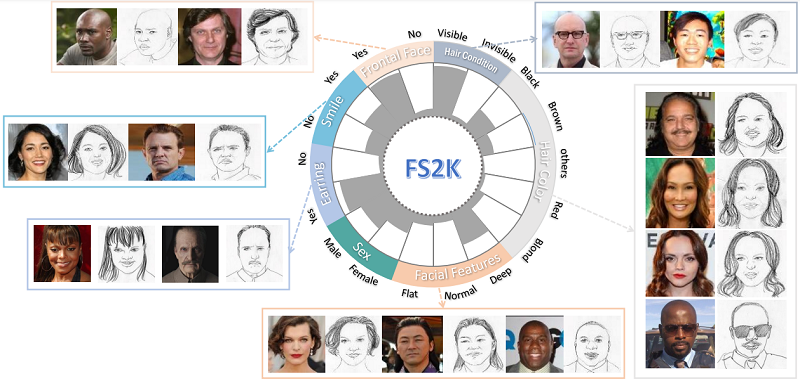 No
Visible
Hair Condition
Invisible
Black
Brown
others
Hair Color
Red
Blond
Deep
Normal
Facial Features
Flat
Female
Sex
Male
Yes
Earring
No
No
Smile
Yes
Yes
Frontal Face
FS2K